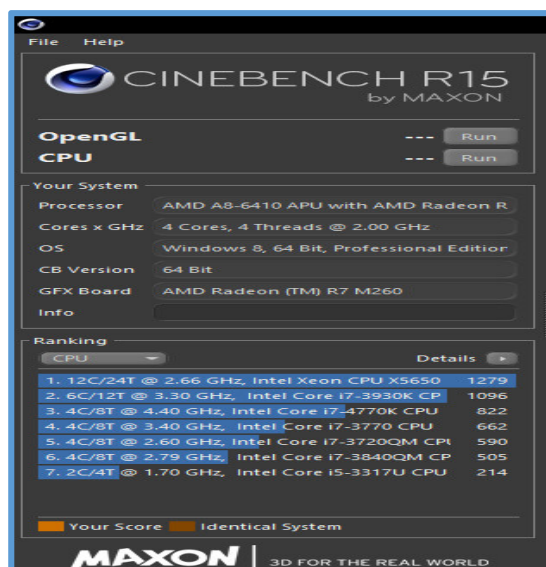 File Help
CINEBENCH R15
by MAXON
OpenGL --- Run
CPU --- Run
Your System
Processor AMD A8-6410 APU with AMD Radeon R
Cores x GHz 4 Cores, 4 Threads @ 2.00 GHz
OS Windows 8, 64 Bit, Professional Edition
CB Version 64 Bit
GFX Board AMD Radeon (TM) R7 M260
Info
Ranking
CPU Details
1. 12C/24T @ 2.66 GHz, Intel Xeon CPU X5650 1279
2. 6C/12T @ 3.30 GHz, Intel Core i7-3930K CP 1096
3. 4C/8T @ 4.40 GHz, Intel Core i7-4770K CPU 822
4. 4C/8T @ 3.40 GHz, Intel Core i7-3770 CPU 662
5. 4C/8T @ 2.60 GHz, Intel Core i7-3720QM CPU 590
6. 4C/8T @ 2.79 GHz, Intel Core i7-3840QM CP 505
7. 2C/4T @ 1.70 GHz, Intel Core i5-3317U CPU 214
Your Score Identical System
MAXON 3D FOR THE REAL WORLD